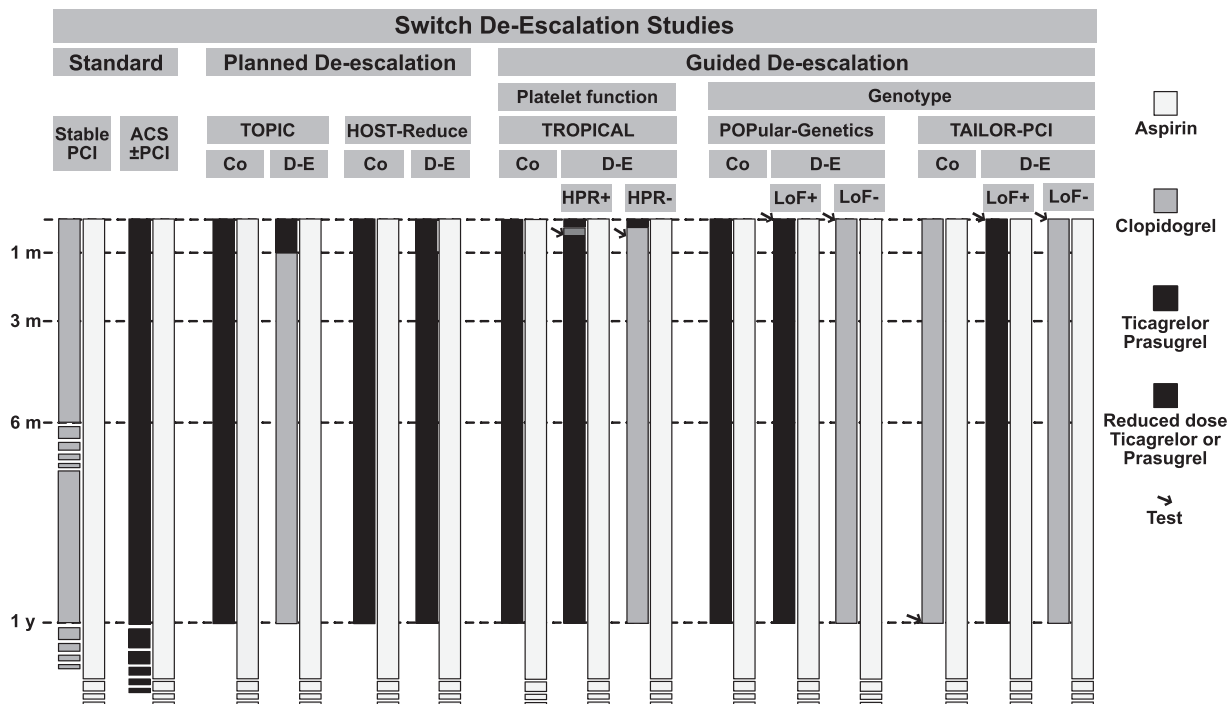 Switch De-Escalation Studies
Standard
Planned De-escalation
Guided De-escalation
Platelet function
Genotype
Stable
PCI
ACS
±PCI
TOPIC
HOST-Reduce
TROPICAL
POPular-Genetics
TAILOR-PCI
Co
D-E
Co
D-E
Co
D-E
Co
D-E
Co
D-E
HPR+
HPR-
LoF+
LoF-
LoF+
LoF-
1 m
3 m
6 m
1 y
Aspirin
Clopidogrel
Ticagrelor
Prasugrel
Reduced dose
Ticagrelor or
Prasugrel
Test